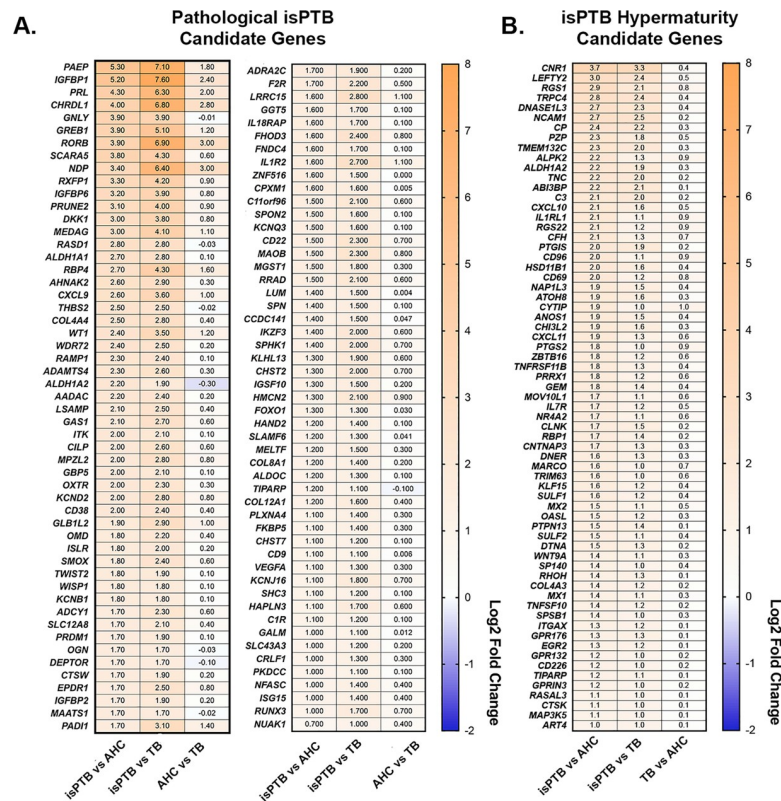 A.
Pathological isPTB
Candidate Genes
PAEP 5.30 7.10 1.80
IGFBP1 5.20 7.60 2.40
PRL 4.30 6.30 2.00
CHRDL1 4.00 6.80 2.80
GNLY 3.90 3.90 -0.01
GREB1 3.90 5.10 1.20
RORB 3.90 6.90 3.00
SCARA5 3.80 4.30 0.60
NDP 3.40 6.40 3.00
RXFP1 3.30 4.20 0.90
IGFBP6 3.20 3.90 0.80
PRUNE2 3.10 4.00 0.90
DKK1 3.00 3.80 0.80
MEDAG 3.00 4.10 1.10
RASD1 2.80 2.80 -0.03
ALDH1A1 2.70 2.80 0.10
RBP4 2.70 4.30 1.60
AHNAK2 2.60 2.90 0.30
CXCL9 2.60 3.60 1.00
THBS2 2.50 2.50 -0.02
COL4A4 2.50 2.80 0.40
WT1 2.40 3.50 1.20
WDR72 2.40 2.50 0.20
RAMP1 2.30 2.40 0.10
ADAMTS4 2.30 2.60 0.30
ALDH1A2 2.20 1.90 -0.30
AADAC 2.20 2.40 0.20
LSAMP 2.10 2.50 0.40
GAS1 2.10 2.70 0.60
ITK 2.00 2.10 0.10
CILP 2.00 2.60 0.60
MPZL2 2.00 2.80 0.80
GBP5 2.00 2.10 0.10
OXTR 2.00 2.30 0.30
KCND2 2.00 2.80 0.80
CD38 2.00 2.40 0.40
GLB1L2 1.90 2.90 1.00
OMD 1.80 2.20 0.40
ISLR 1.80 2.00 0.20
SMOX 1.80 2.40 0.60
TWIST2 1.80 1.90 0.10
WISP1 1.80 1.80 0.10
KCNB1 1.80 1.80 0.10
ADCY1 1.70 2.30 0.60
SLC12A8 1.70 2.10 0.40
PRDM1 1.70 1.90 0.10
OGN 1.70 1.70 -0.03
DEPTOR 1.70 1.70 -0.10
CTSW 1.70 1.90 0.20
EPDR1 1.70 2.50 0.80
IGFBP2 1.70 1.90 0.20
MAATS1 1.70 1.70 -0.02
PADI1 1.70 3.10 1.40
isPTB vs AHC
isPTB vs TB
AHC vs TB
ADRA2C 1.700 1.900 0.200
F2R 1.700 2.200 0.500
LRRC15 1.600 2.800 1.100
GGT5 1.600 1.700 0.100
IL18RAP 1.600 1.700 0.100
FHOD3 1.600 2.400 0.800
FNDC4 1.600 1.700 0.100
IL1R2 1.600 2.700 1.100
ZNF516 1.600 1.500 0.000
CPXM1 1.600 1.600 0.005
C11orf96 1.500 2.100 0.600
SPON2 1.500 1.600 0.100
KCNQ3 1.500 1.600 0.100
CD22 1.500 2.300 0.700
MAOB 1.500 2.300 0.800
MGST1 1.500 1.800 0.300
RRAD 1.500 2.100 0.600
LUM 1.400 1.500 0.004
SPN 1.400 1.500 0.100
CCDC141 1.400 1.500 0.047
IKZF3 1.400 2.000 0.600
SPHK1 1.400 2.000 0.700
KLHL13 1.300 1.900 0.600
CHST2 1.300 2.000 0.700
IGSF10 1.300 1.500 0.200
HMCN2 1.300 2.100 0.900
FOXO1 1.300 1.300 0.030
HAND2 1.200 1.400 0.100
SLAMF6 1.200 1.300 0.041
MELTF 1.200 1.500 0.300
COL8A1 1.200 1.400 0.200
ALDOC 1.200 1.300 0.100
TIPARP 1.200 1.100 -0.100
COL12A1 1.200 1.600 0.400
PLXNA4 1.100 1.400 0.300
FKBP5 1.100 1.400 0.300
CHST7 1.100 1.200 0.100
CD9 1.100 1.100 0.006
VEGFA 1.100 1.300 0.300
KCNJ16 1.100 1.800 0.700
SHC3 1.100 1.200 0.100
HAPLN3 1.100 1.700 0.600
C1R 1.100 1.200 0.100
GALM 1.000 1.100 0.012
SLC43A3 1.000 1.200 0.200
CRLF1 1.000 1.300 0.300
PKDCC 1.000 1.100 0.100
NFASC 1.000 1.400 0.400
ISG15 1.000 1.400 0.400
RUNX3 1.000 1.700 0.700
NUAK1 0.700 1.000 0.400
isPTB vs AHC
isPTB vs TB
AHC vs TB
8
7
6
5
4
3
2
1
0
-1
-2
Log2 Fold Change
B.
isPTB Hypermaturity
Candidate Genes
CNR1 3.7 3.3 0.4
LEFTY2 3.0 2.4 0.5
RGS1 2.9 2.1 0.8
TRPC4 2.8 2.4 0.4
DNASE1L3 2.7 2.3 0.4
NCAM1 2.7 2.5 0.2
CP 2.4 2.2 0.3
PZP 2.3 1.8 0.5
TMEM132C 2.3 2.0 0.3
ALPK2 2.2 1.3 0.9
ALDH1A2 2.2 1.9 0.3
TNC 2.2 2.0 0.2
ABI3BP 2.2 2.1 0.1
C3 2.1 2.0 0.2
CXCL10 2.1 1.6 0.5
IL1RL1 2.1 1.1 0.9
RGS22 2.1 1.2 0.9
CFH 2.1 1.3 0.7
PTGIS 2.0 1.9 0.2
CD96 2.0 1.1 0.9
HSD11B1 2.0 1.6 0.4
CD69 2.0 1.2 0.8
NAP1L3 1.9 1.5 0.4
ATOH8 1.9 1.6 0.3
CYTIP 1.9 1.0 1.0
ANOS1 1.9 1.5 0.4
CHI3L2 1.9 1.6 0.3
CXCL11 1.9 1.3 0.6
PTGS2 1.8 1.0 0.9
ZBTB16 1.8 1.2 0.6
TNFRSF11B 1.8 1.3 0.4
PRRX1 1.8 1.2 0.6
GEM 1.8 1.4 0.4
MOV10L1 1.7 1.1 0.6
IL7R 1.7 1.2 0.5
NR4A2 1.7 1.1 0.6
CLNK 1.7 1.5 0.2
RBP1 1.7 1.4 0.2
CNTNAP3 1.7 1.3 0.3
DNER 1.6 1.3 0.3
MARCO 1.6 1.0 0.7
TRIM63 1.6 1.0 0.6
KLF15 1.6 1.2 0.4
SULF1 1.6 1.2 0.4
MX2 1.5 1.1 0.5
OASL 1.5 1.2 0.3
PTPN13 1.5 1.4 0.1
SULF2 1.5 1.1 0.4
DTNA 1.5 1.3 0.2
WNT9A 1.4 1.1 0.3
SP140 1.4 1.0 0.4
RHOH 1.4 1.3 0.1
COL4A3 1.4 1.2 0.2
MX1 1.4 1.1 0.3
TNFSF10 1.4 1.2 0.2
SPSB1 1.4 1.0 0.3
ITGAX 1.3 1.2 0.1
GPR176 1.3 1.3 0.1
EGR2 1.3 1.2 0.1
GPR132 1.2 1.0 0.2
CD226 1.2 1.0 0.2
TIPARP 1.2 1.1 0.1
GPRIN3 1.2 1.0 0.2
RASAL3 1.1 1.0 0.1
CTSK 1.1 1.0 0.1
MAP3K5 1.1 1.0 0.1
ART4 1.0 1.0 0.1
isPTB vs AHC
isPTB vs TB
TB vs AHC
8
7
6
5
4
3
2
1
0
-1
-2
Log2 Fold Change